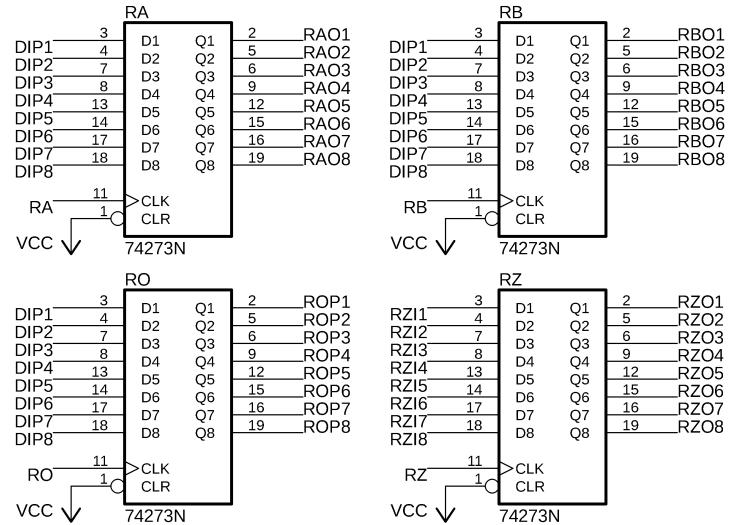 RA
3 D1 Q1 2 RAO1
DIP1 4 D2 Q2 5 RAO2
DIP2 7 D3 Q3 6 RAO3
DIP3 8 D4 Q4 9 RAO4
DIP4 13 D5 Q5 12 RAO5
DIP5 14 D6 Q6 15 RAO6
DIP6 17 D7 Q7 16 RAO7
DIP7 18 D8 Q8 19 RAO8
DIP8
RA 11 CLK
1 CLR
VCC
74273N
RB
3 D1 Q1 2 RBO1
DIP1 4 D2 Q2 5 RBO2
DIP2 7 D3 Q3 6 RBO3
DIP3 8 D4 Q4 9 RBO4
DIP4 13 D5 Q5 12 RBO5
DIP5 14 D6 Q6 15 RBO6
DIP6 17 D7 Q7 16 RBO7
DIP7 18 D8 Q8 19 RBO8
DIP8
RB 11 CLK
1 CLR
VCC
74273N
RO
3 D1 Q1 2 ROP1
DIP1 4 D2 Q2 5 ROP2
DIP2 7 D3 Q3 6 ROP3
DIP3 8 D4 Q4 9 ROP4
DIP4 13 D5 Q5 12 ROP5
DIP5 14 D6 Q6 15 ROP6
DIP6 17 D7 Q7 16 ROP7
DIP7 18 D8 Q8 19 ROP8
DIP8
RO 11 CLK
1 CLR
VCC
74273N
RZ
3 D1 Q1 2 RZO1
RZI1 4 D2 Q2 5 RZO2
RZI2 7 D3 Q3 6 RZO3
RZI3 8 D4 Q4 9 RZO4
RZI4 13 D5 Q5 12 RZO5
RZI5 14 D6 Q6 15 RZO6
RZI6 17 D7 Q7 16 RZO7
RZI7 18 D8 Q8 19 RZO8
RZI8
RZ 11 CLK
1 CLR
VCC
74273N